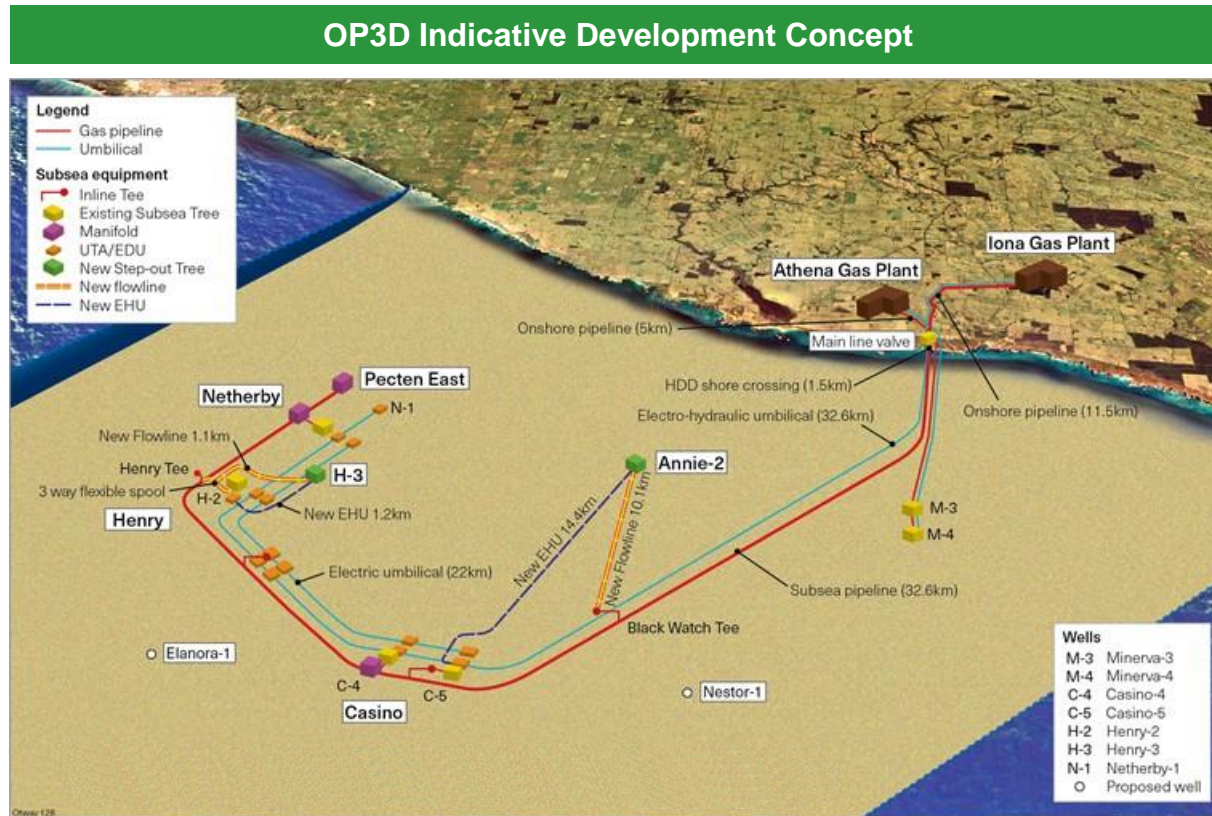 OP3D Indicative Development Concept
Legend
Gas pipeline
Umbilical
Subsea equipment
Inline Tee
Existing Subsea Tree
Manifold
UTA/EDU
New Step-out Tree
New flowline
New EHU
Iona Gas Plant
Athena Gas Plant
Onshore pipeline (5km)
Main line valve
HDD shore crossing (1.5km)
Onshore pipeline (11.5km)
Electro-hydraulic umbilical (32.6km)
Pecten East
Netherby
N-1
New Flowline 1.1km
Henry Tee
H-3
Annie-2
3 way flexible spool
H-2
New EHU 1.2km
Henry
M-3
M-4
New EHU 14.4km
New Flowline 10.1km
Electric umbilical (22km)
Subsea pipeline (32.6km)
Black Watch Tee
Elanora-1
C-4
C-5
Casino
Nestor-1
Wells
M-3 Minerva-3
M-4 Minerva-4
C-4 Casino-4
C-5 Casino-5
H-2 Henry-2
H-3 Henry-3
N-1 Netherby-1
Proposed well
Otway 128